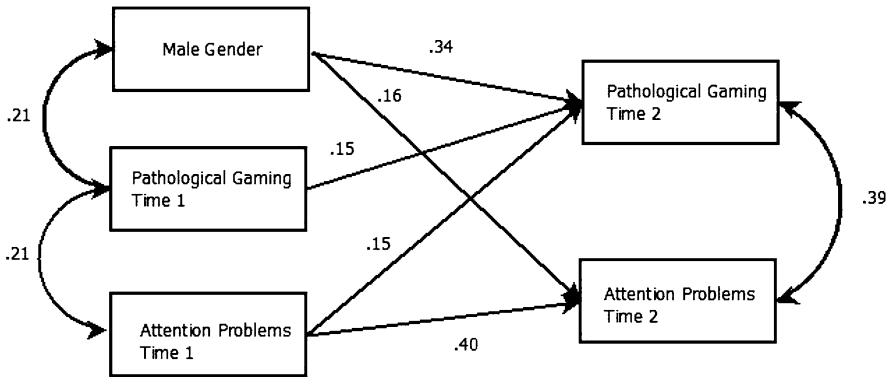 Male Gender
.34
Pathological Gaming
Time 2
.16
.21
.15
Pathological Gaming
Time 1
.39
.21
.15
Attention Problems
Time 2
Attention Problems
Time 1
.40